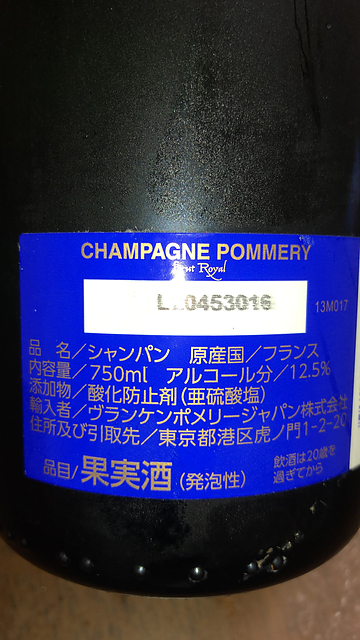 CHAMPAGNE POMMERY
Brut Royal
13M017
品　名／シャンパン　原産国／フランス
内容量／750ml　アルコール分／12.5%
添加物／酸化防止剤(亜硫酸塩)
輸入者／ヴランケンポメリージャパン株式会社
住所及び引取先／東京都港区虎ノ門1-2-20
品目/果実酒 (発泡性)
飲酒は20歳を
過ぎてから